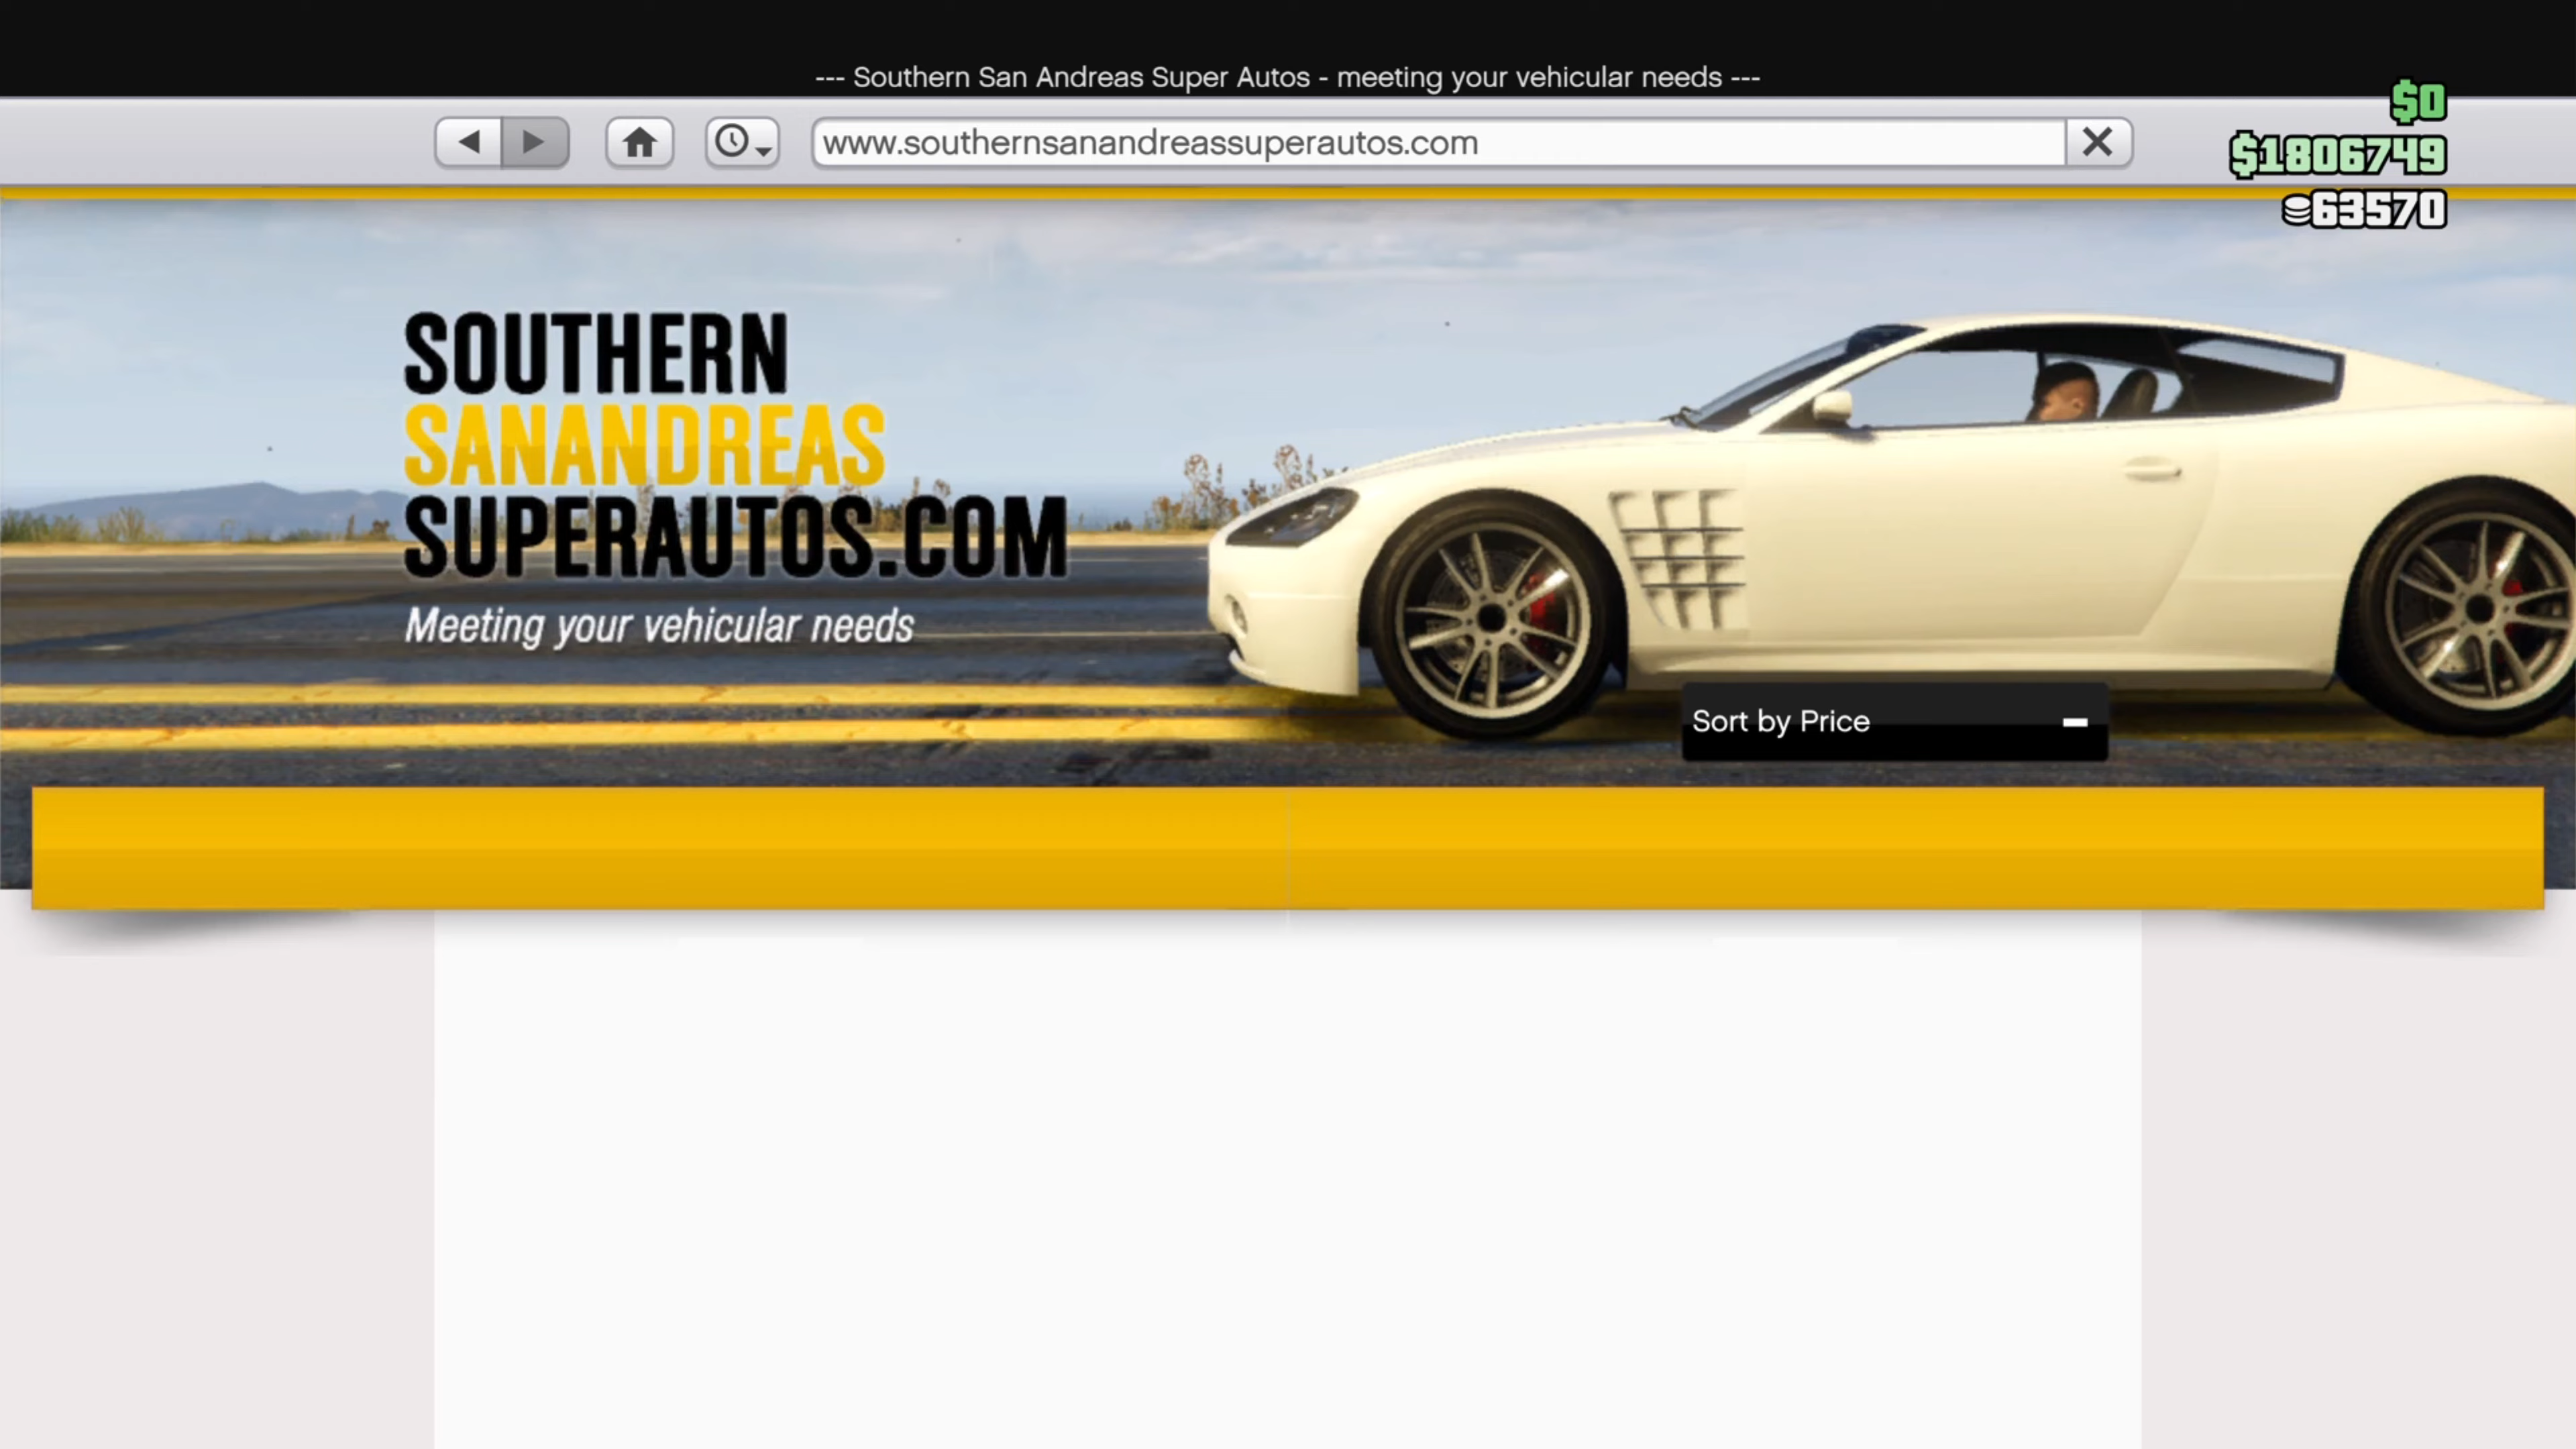 --- Southern San Andreas Super Autos - meeting your vehicular needs ---
www.southernsanandreassuperautos.com
$0
$1806749
63570
SOUTHERN
SANANDREAS
SUPERAUTOS.COM
Meeting your vehicular needs
Sort by Price